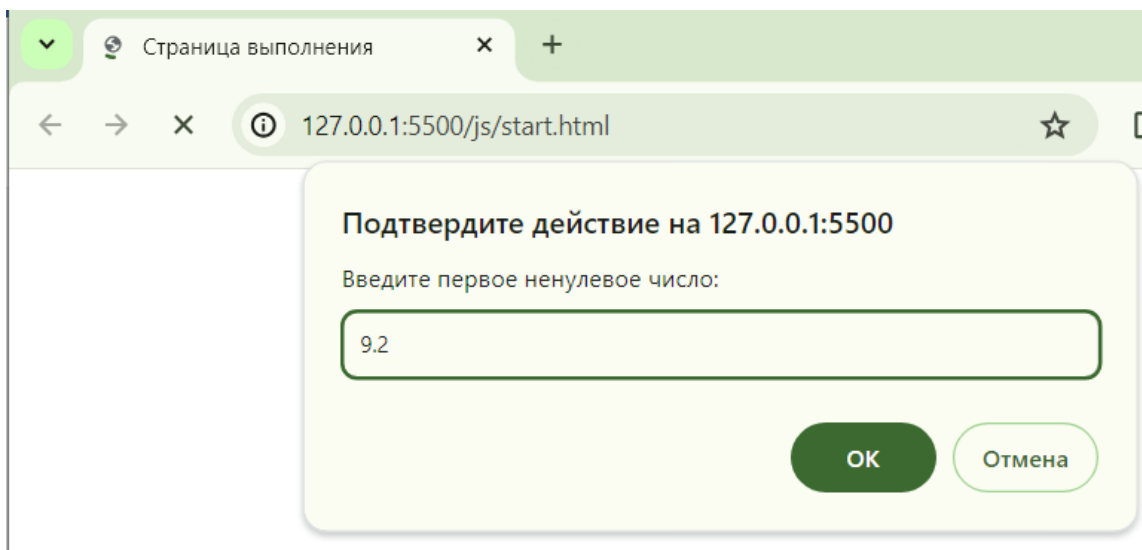 Страница выполнения
127.0.0.1:5500/js/start.html
Подтвердите действие на 127.0.0.1:5500
Введите первое ненулевое число:
9.2
ОК Отмена